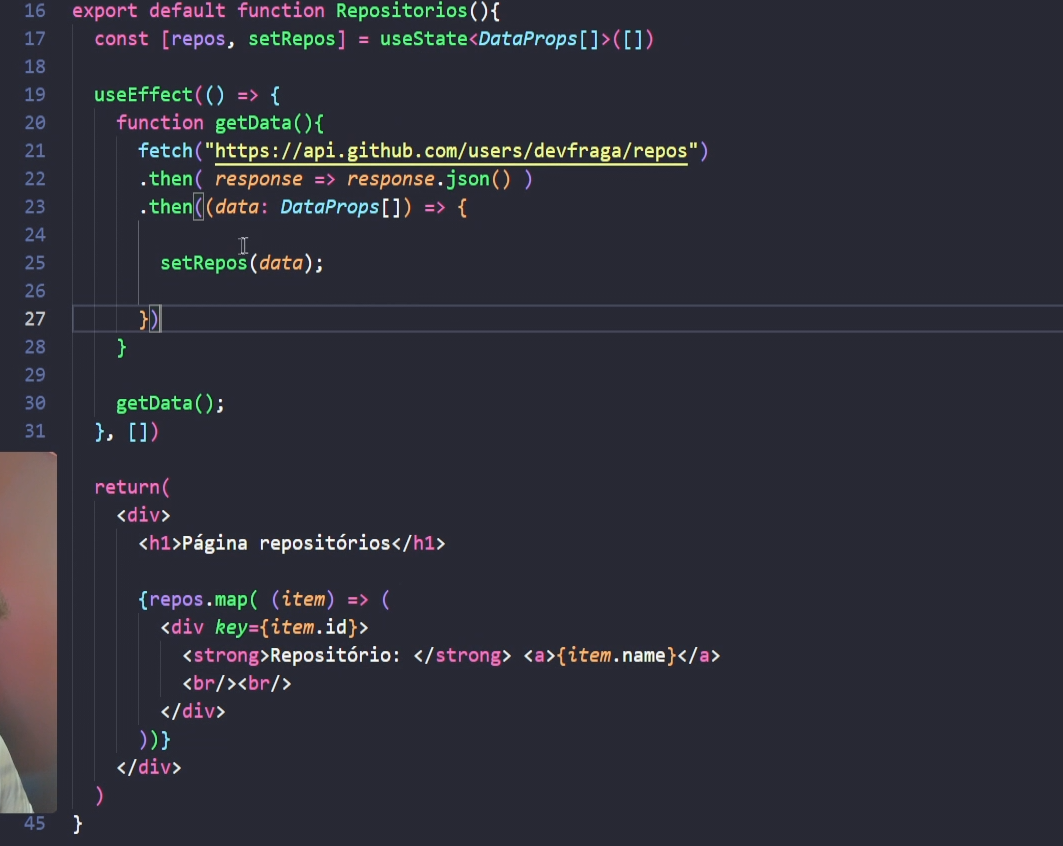 16 export default function Repositorios(){
17 const [repos, setRepos] = useState<DataProps[]>([])
18
19 useEffect(() => {
20 function getData(){
21 fetch("https://api.github.com/users/devfraga/repos")
22 .then( response => response.json() )
23 .then((data: DataProps[]) => {
24
25 setRepos(data);
26
27 })
28 }
29
30 getData();
31 }, [])
return(
<div>
<h1>Página repositórios</h1>
{repos.map( (item) => (
<div key={item.id}>
<strong>Repositório: </strong> <a>{item.name}</a>
<br/><br/>
</div>
))}
</div>
)
45 }